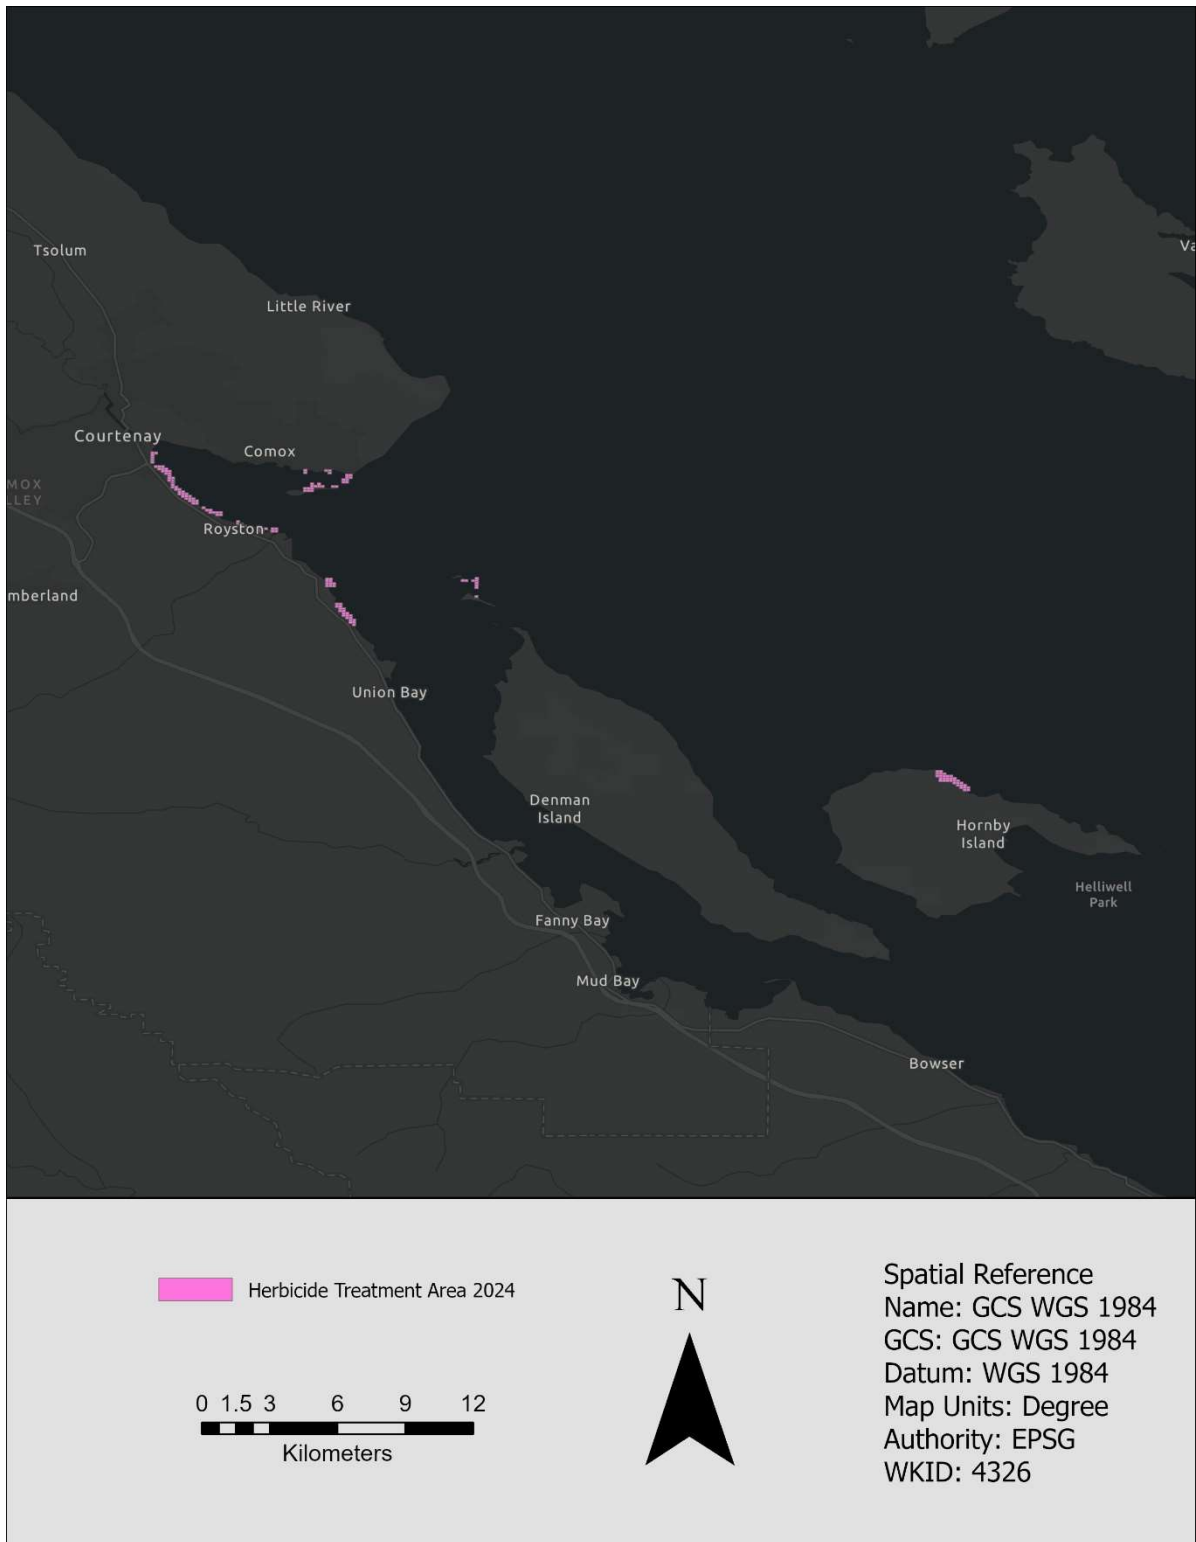 Tsolum
Va
Little River
Courtenay
Comox
MOX
LLEY
Royston
mberland
Union Bay
Denman
Island
Hornby
Island
Helliwell
Park
Fanny Bay
Mud Bay
Bowser
Herbicide Treatment Area 2024
N
0 1.5 3 6 9 12
Kilometers
Spatial Reference
Name: GCS WGS 1984
GCS: GCS WGS 1984
Datum: WGS 1984
Map Units: Degree
Authority: EPSG
WKID: 4326